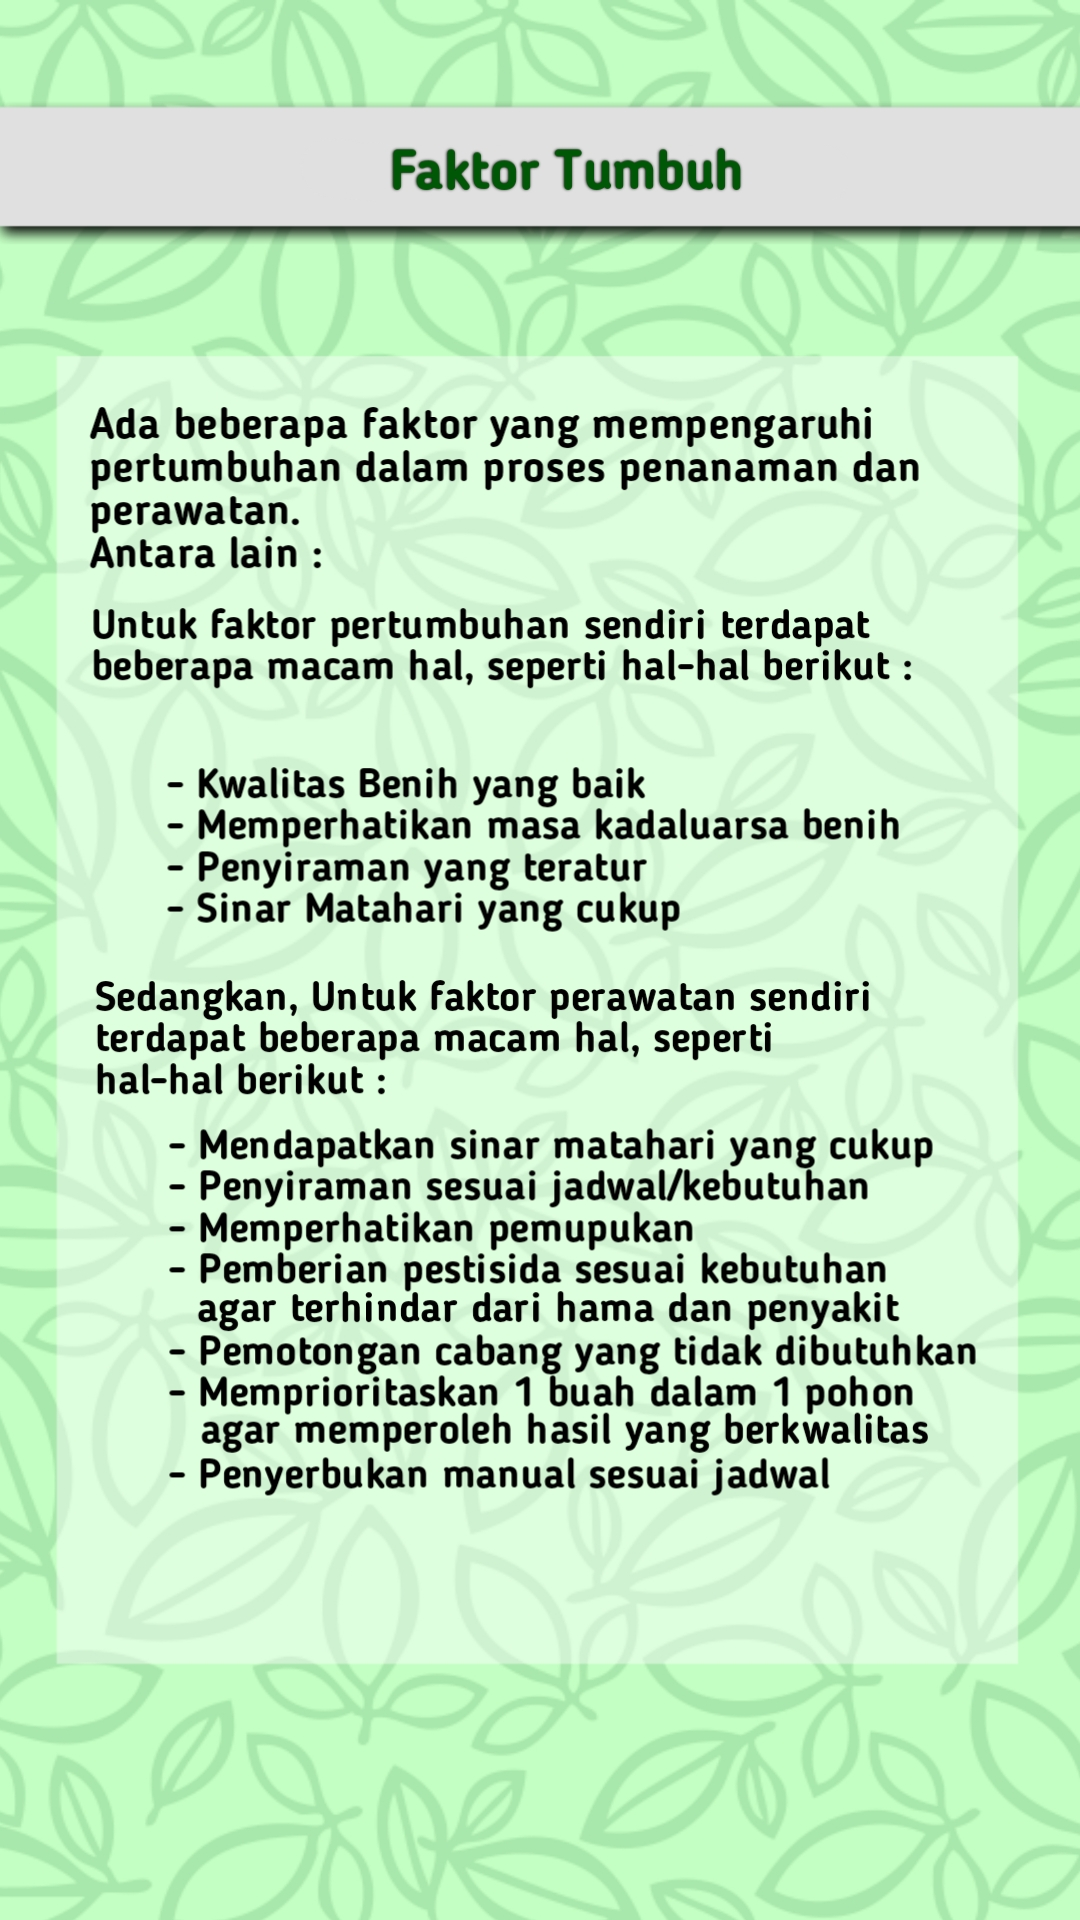 Faktor Tumbuh
Ada beberapa faktor yang mempengaruhi
pertumbuhan dalam proses penanaman dan
perawatan.
Antara lain :
Untuk faktor pertumbuhan sendiri terdapat
beberapa macam hal, seperti hal-hal berikut :
- Kwalitas Benih yang baik
- Memperhatikan masa kadaluarsa benih
- Penyiraman yang teratur
- Sinar Matahari yang cukup
Sedangkan, Untuk faktor perawatan sendiri
terdapat beberapa macam hal, seperti
hal-hal berikut :
- Mendapatkan sinar matahari yang cukup
- Penyiraman sesuai jadwal/kebutuhan
- Memperhatikan pemupukan
- Pemberian pestisida sesuai kebutuhan
agar terhindar dari hama dan penyakit
- Pemotongan cabang yang tidak dibutuhkan
- Memprioritaskan 1 buah dalam 1 pohon
agar memperoleh hasil yang berkwalitas
- Penyerbukan manual sesuai jadwal